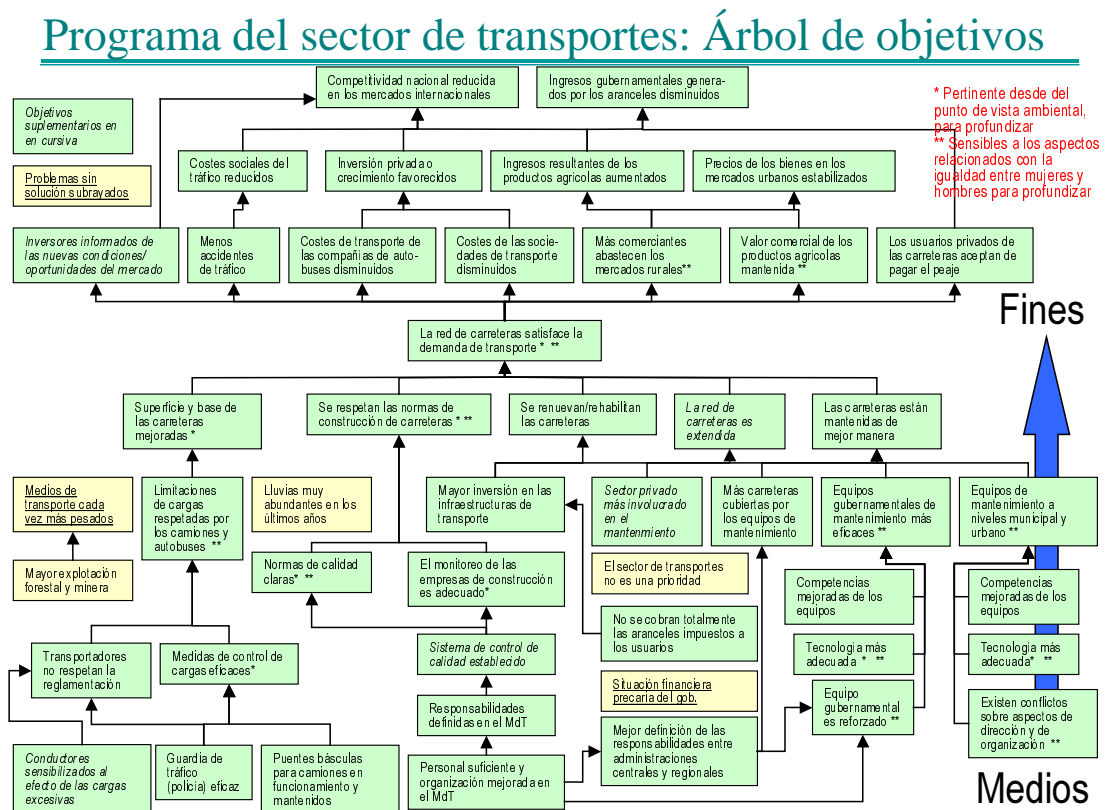 Programa del sector de transportes: Árbol de objetivos
Competitividad nacional reducida
en los mercados internacionales
Ingresos gubernamentales genera-
dos por los aranceles disminuidos
* Pertinente desde del
punto de vista ambiental,
para profundizar
** Sensibles a los aspectos
relacionados con la
igualdad entre mujeres y
hombres para profundizar
Objetivos
suplementarios en
en cursiva
Problemas sin
solución subrayados
Costes sociales del
tráfico reducidos
Inversión privada o
crecimiento favorecidos
Ingresos resultantes de los
productos agricolas aumentados
Precios de los bienes en los
mercados urbanos estabilizados
Inversores informados de
las nuevas condiciones/
oportunidades del mercado
Menos
accidentes
de tráfico
Costes de transporte de
las compañias de auto-
buses disminuidos
Costes de las socie-
dades de transporte
disminuidos
Más comerciantes
abastecen los
mercados rurales**
Valor comercial de los
productos agricolas
mantenida **
Los usuarios privados de
las carreteras aceptan de
pagar el peaje
Fines
La red de carreteras satisface la
demanda de transporte * **
Superficie y base de
las carreteras
mejoradas *
Se respetan las normas de
construcción de carreteras * **
Se renuevan/rehabilitan
las carreteras
La red de
carreteras es
extendida
Las carreteras están
mantenidas de
mejor manera
Medios de
transporte cada
vez más pesados
Limitaciones
de cargas
respetadas por
los camiones y
autobuses **
Lluvias muy
abundantes en los
últimos años
Mayor inversión en las
infraestructuras de
transporte
Sector privado
más involucrado
en el
mantenmiento
Más carreteras
cubiertas por
los equipos de
mantenimiento
Equipos
gubernamentales de
mantenimiento más
eficaces **
Equipos de
mantenimiento a
niveles municipal y
urbano **
Mayor explotación
forestal y minera
Normas de calidad
claras* **
El monitoreo de las
empresas de construcción
es adecuado*
El sector de transportes
no es una prioridad
Competencias
mejoradas de los
equipos
Competencias
mejoradas de los
equipos
No se cobran totalmente
las aranceles impuestos a
los usuarios
Transportadores
no respetan la
reglamentación
Medidas de control de
cargas eficaces*
Sistema de control de
calidad establecido
Tecnologia más
adecuada * **
Tecnologia más
adecuada* **
Situación financiera
precaria del gob.
Responsabilidades
definidas en el MdT
Equipo
gubernamental
es reforzado **
Existen conflictos
sobre aspectos de
dirección y de
organización **
Conductores
sensibilizados al
efecto de las cargas
excesivas
Guardia de
tráfico
(policia) eficaz
Puentes básculas
para camiones en
funcionamiento y
mantenidos
Personal suficiente y
organización mejorada en
el MdT
Mejor definición de las
responsabilidades entre
administraciones
centrales y regionales
Medios